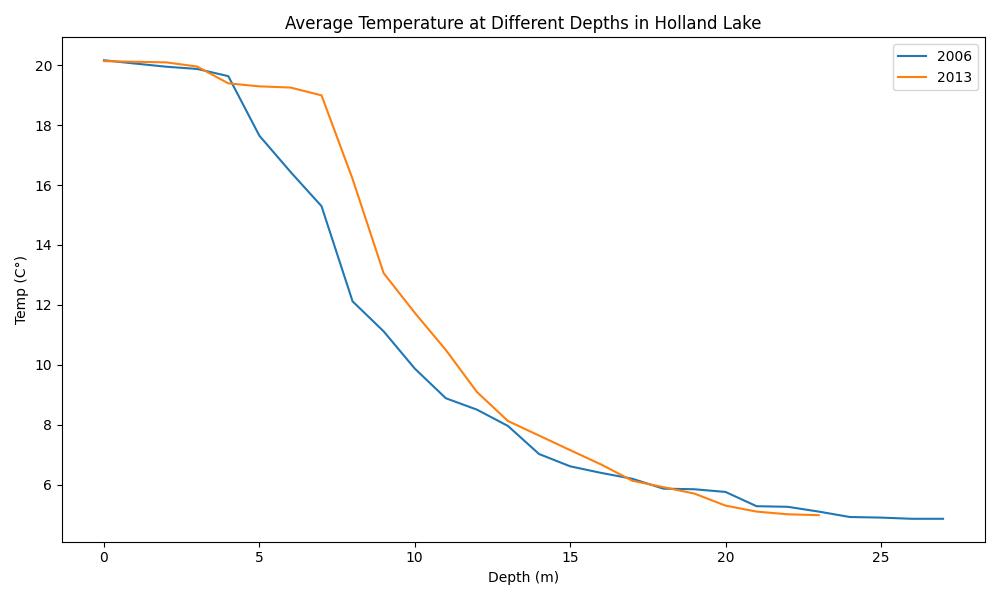 Average Temperature at Different Depths in Holland Lake
2006
2013
20
18
16
14
12
10
8
6
Temp (C°)
0 5 10 15 20 25
Depth (m)